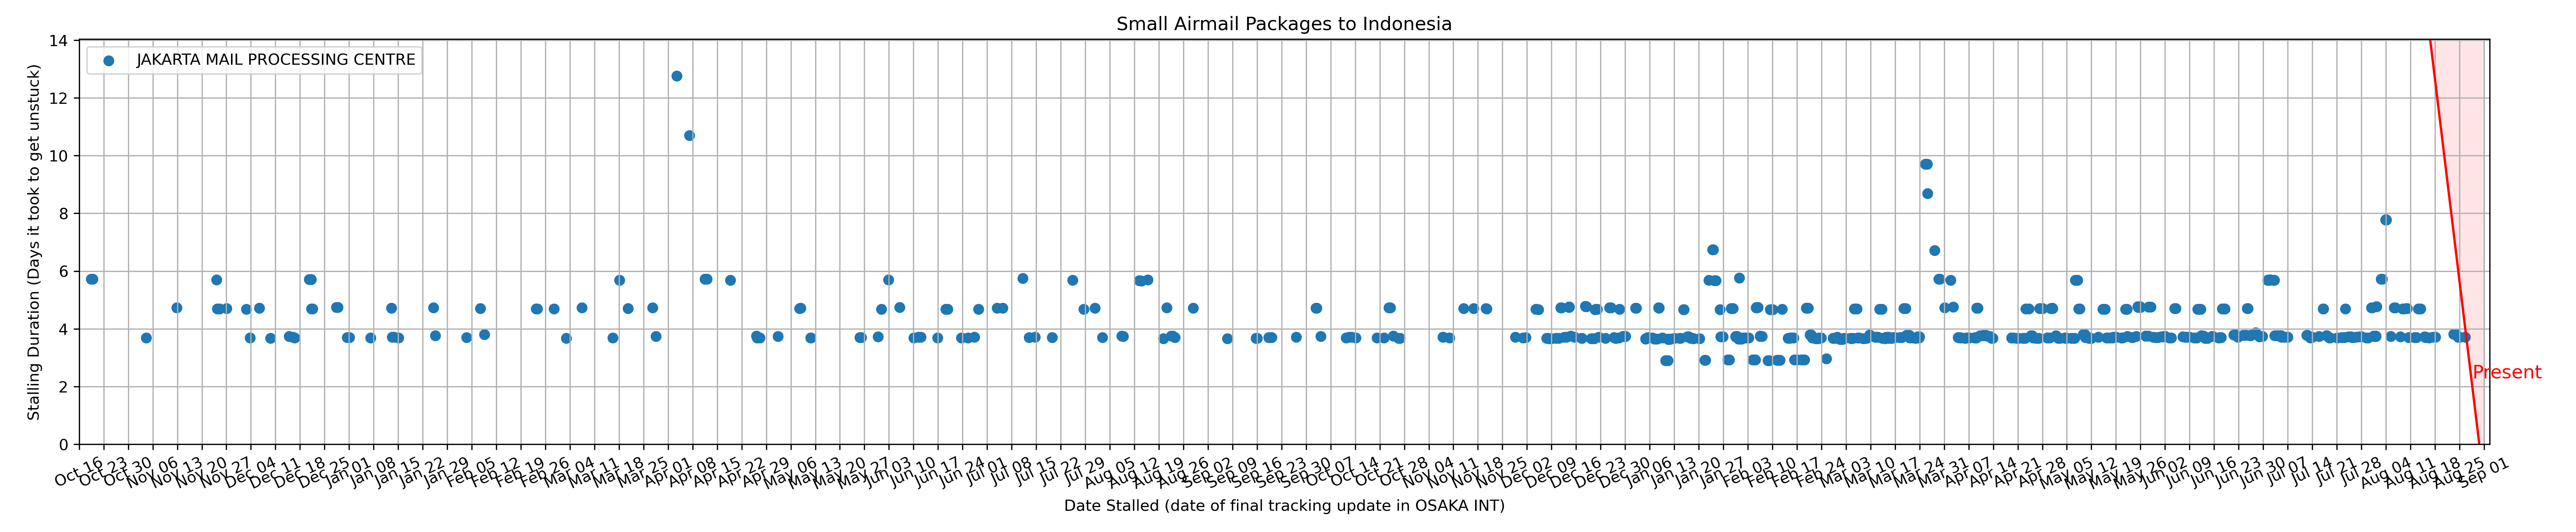 Small Airmail Packages to Indonesia
JAKARTA MAIL PROCESSING CENTRE
Stalling Duration (Days it took to get unstuck)
14
12
10
8
6
4
2
0
Present
Oct 16
Oct 23
Oct 30
Nov 06
Nov 13
Nov 20
Nov 27
Dec 04
Dec 11
Dec 18
Dec 25
Jan 01
Jan 08
Jan 15
Jan 22
Jan 29
Feb 05
Feb 12
Feb 19
Feb 26
Mar 04
Mar 11
Mar 18
Mar 25
Apr 01
Apr 08
Apr 15
Apr 22
Apr 29
May 06
May 13
May 20
May 27
Jun 03
Jun 10
Jun 17
Jun 24
Jul 01
Jul 08
Jul 15
Jul 22
Jul 29
Aug 05
Aug 12
Aug 19
Aug 26
Sep 02
Sep 09
Sep 16
Sep 23
Sep 30
Oct 07
Oct 14
Oct 21
Oct 28
Nov 04
Nov 11
Nov 18
Nov 25
Dec 02
Dec 09
Dec 16
Dec 23
Dec 30
Jan 06
Jan 13
Jan 20
Jan 27
Feb 03
Feb 10
Feb 17
Feb 24
Mar 03
Mar 10
Mar 17
Mar 24
Mar 31
Apr 07
Apr 14
Apr 21
Apr 28
May 05
May 12
May 19
May 26
Jun 02
Jun 09
Jun 16
Jun 23
Jun 30
Jul 07
Jul 14
Jul 21
Jul 28
Aug 04
Aug 11
Aug 18
Aug 25
Sep 01
Date Stalled (date of final tracking update in OSAKA INT)